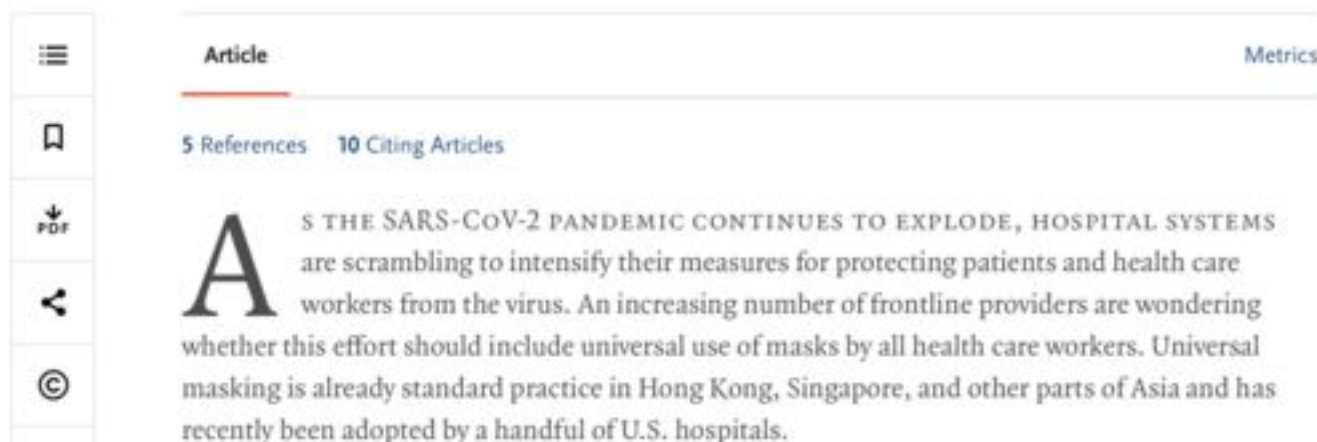 Article
Metrics
5 References 10 Citing Articles
PDF
AS THE SARS-COV-2 PANDEMIC CONTINUES TO EXPLODE, HOSPITAL SYSTEMS
are scrambling to intensify their measures for protecting patients and health care
workers from the virus. An increasing number of frontline providers are wondering
whether this effort should include universal use of masks by all health care workers. Universal
masking is already standard practice in Hong Kong, Singapore, and other parts of Asia and has
recently been adopted by a handful of U.S. hospitals.